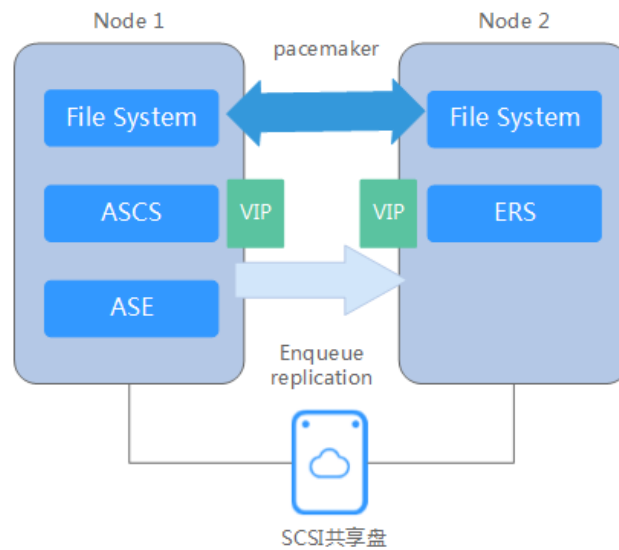 Node 1
Node 2
pacemaker
File System
File System
ASCS
VIP
VIP
ERS
ASE
Enqueue
replication
SCSI共享盘